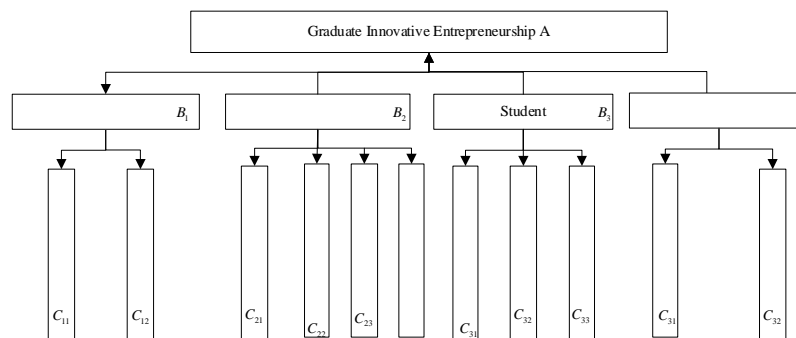 Graduate Innovative Entrepreneurship A
B₁
B₂
Student B₃
C₁₁
C₁₂
C₂₁
C₂₂
C₂₃
C₃₁
C₃₂
C₃₃
C₃₁
C₃₂